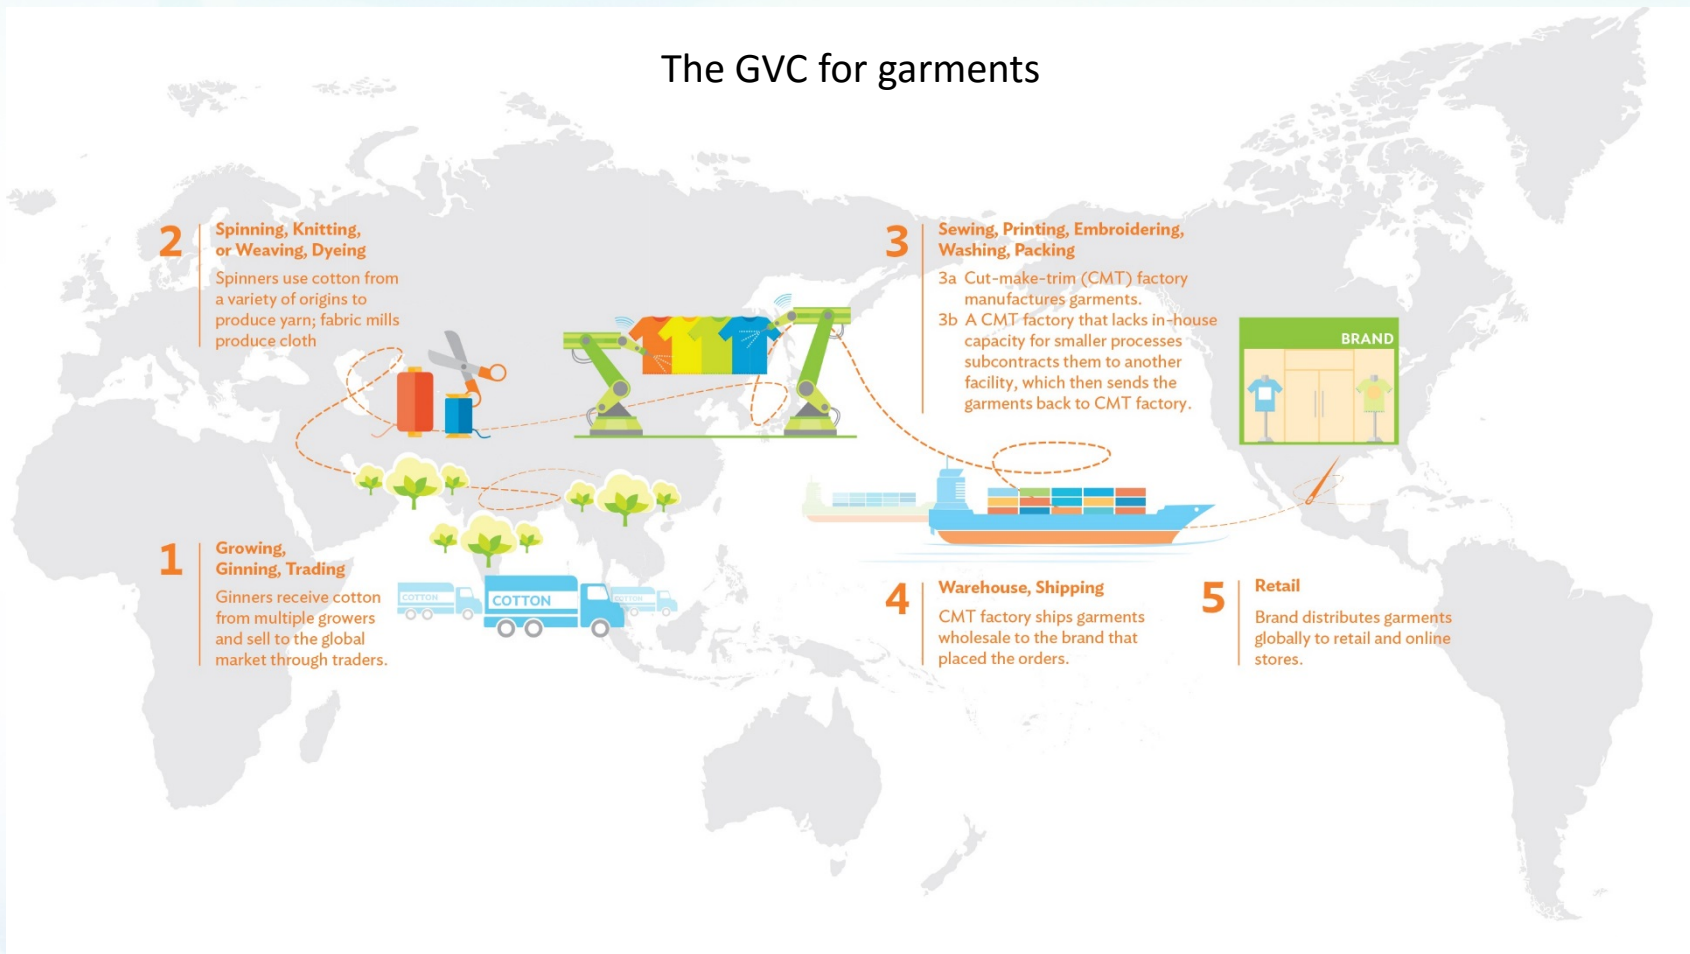 The GVC for garments
2
Spinning, Knitting,
or Weaving, Dyeing
Spinners use cotton from
a variety of origins to
produce yarn; fabric mills
produce cloth
3
Sewing, Printing, Embroidering,
Washing, Packing
3a Cut-make-trim (CMT) factory
manufactures garments.
3b A CMT factory that lacks in-house
capacity for smaller processes
subcontracts them to another
facility, which then sends the
garments back to CMT factory.
BRAND
1
Growing,
Ginning, Trading
Ginners receive cotton
from multiple growers
and sell to the global
market through traders.
COTTON
COTTON
COTTON
4
Warehouse, Shipping
CMT factory ships garments
wholesale to the brand that
placed the orders.
5
Retail
Brand distributes garments
globally to retail and online
stores.